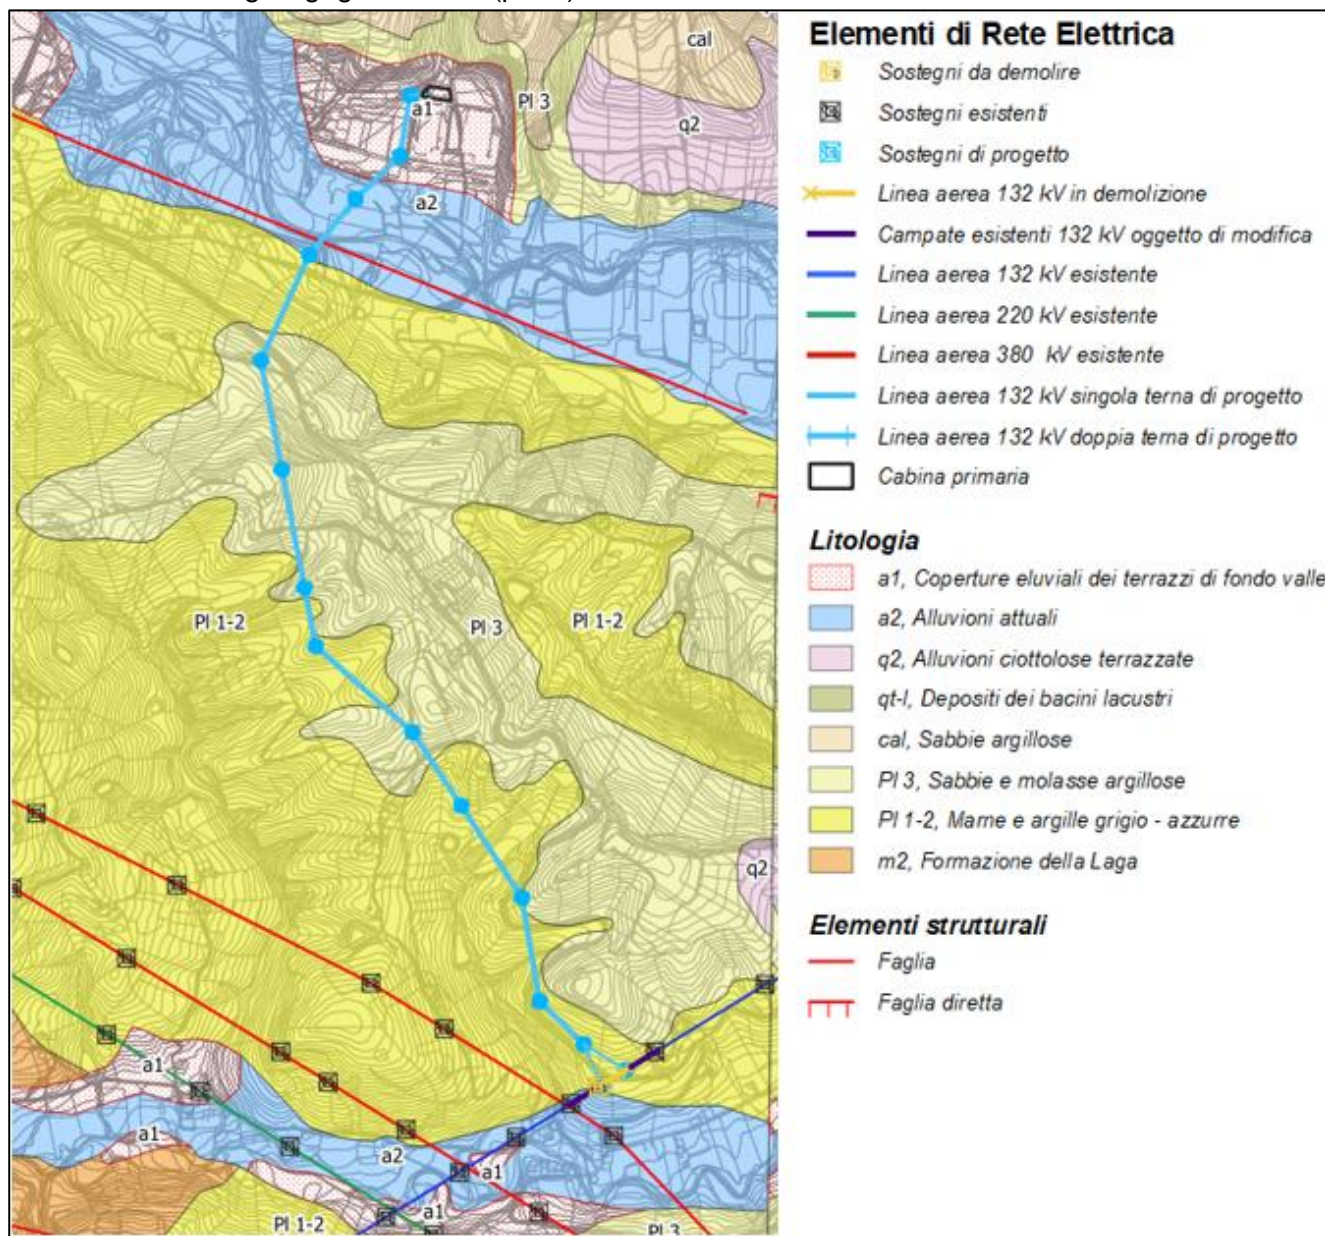 cal
Pl 3
a1
q2
a2
Pl 1-2
Pl 3
Pl 1-2
q2
a1
a1
a2
a1
a1
Pl 1-2
Pl 3
Elementi di Rete Elettrica
Sostegni da demolire
Sostegni esistenti
Sostegni di progetto
Linea aerea 132 kV in demolizione
Campate esistenti 132 kV oggetto di modifica
Linea aerea 132 kV esistente
Linea aerea 220 kV esistente
Linea aerea 380 kV esistente
Linea aerea 132 kV singola terna di progetto
Linea aerea 132 kV doppia terna di progetto
Cabina primaria
Litologia
a1, Coperture eluviali dei terrazzi di fondo valle
a2, Alluvioni attuali
q2, Alluvioni ciottolose terrazzate
qt-l, Depositi dei bacini lacustri
cal, Sabbie argillose
Pl 3, Sabbie e molasse argillose
Pl 1-2, Marne e argille grigio - azzurre
m2, Formazione della Laga
Elementi strutturali
Faglia
Faglia diretta